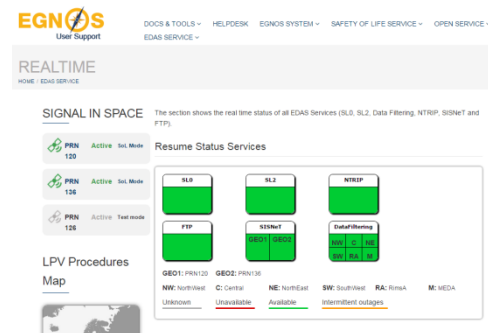 EGNOS
User Support
DOCS & TOOLS HELPDESK EGNOS SYSTEM SAFETY OF LIFE SERVICE OPEN SERVICE
EDAS SERVICE
REALTIME
HOME / EDAS SERVICE
SIGNAL IN SPACE
PRN 120 Active SoL Mode
PRN 136 Active SoL Mode
PRN 126 Active Test mode
LPV Procedures
Map
The section shows the real time status of all EDAS Services (SL0, SL2, Data Filtering, NTRIP, SISNeT and
FTP).
Resume Status Services
SL0 SL2 NTRIP
FTP SISNeT DataFiltering
GEO1 GEO2 NW C NE
SW RA M
GEO1: PRN120 GEO2: PRN136
NW: NorthWest C: Central NE: NorthEast SW: SouthWest RA: RimsA M: MEDA
Unknown Unavailable Available Intermittent outages